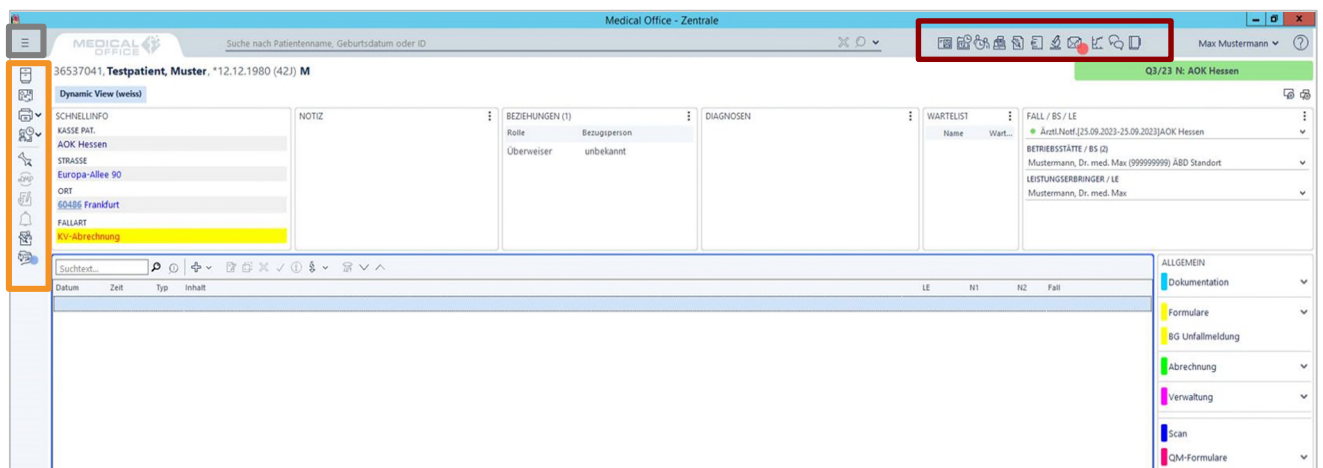 Medical Office - Zentrale
MEDICAL OFFICE
Suche nach Patientenname, Geburtsdatum oder ID
Max Mustermann
36537041, Testpatient, Muster, *12.12.1980 (42J) M
Q3/23 N: AOK Hessen
Dynamic View (weiss)
SCHNELLINFO
KASSE PAT.
AOK Hessen
STRASSE
Europa-Allee 90
ORT
60486 Frankfurt
FALLART
KV-Abrechnung
NOTIZ
BEZIEHUNGEN (1)
Rolle Bezugsperson
Überweiser unbekannt
DIAGNOSEN
WARTELIST
Name Wart...
FALL / BS / LE
Ärztl.Notf.[25.09.2023-25.09.2023]AOK Hessen
BETRIEBSSTÄTTE / BS (2)
Mustermann, Dr. med. Max (999999999) ÄBD Standort
LEISTUNGSERBRINGER / LE
Mustermann, Dr. med. Max
Suchtext...
Datum Zeit Typ Inhalt LE N1 N2 Fall
ALLGEMEIN
Dokumentation
Formulare
BG Unfallmeldung
Abrechnung
Verwaltung
Scan
QM-Formulare